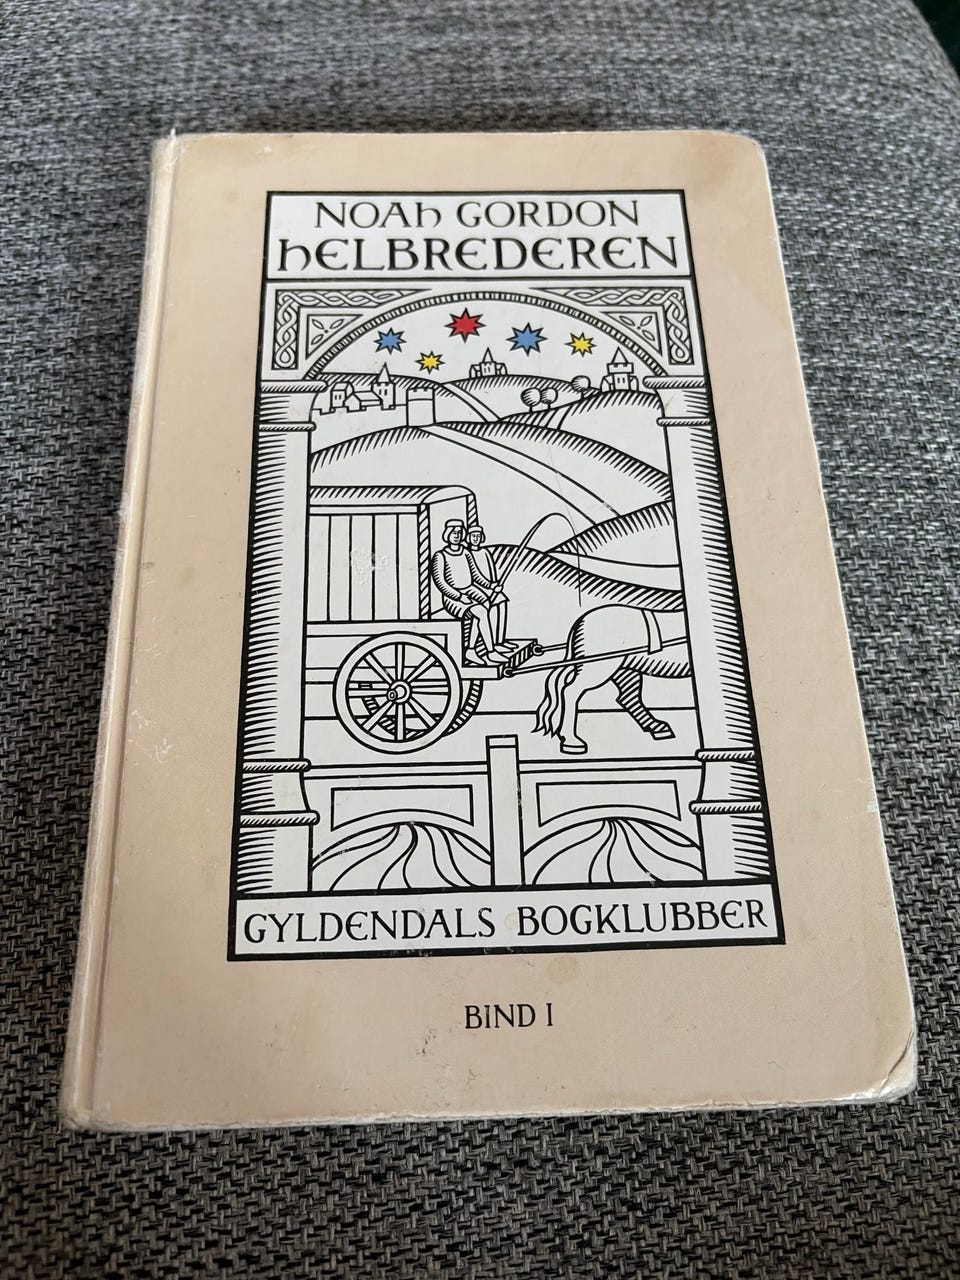 NOAh GORDON
hELBREDEREN
GYLDENDALS BOGKLUBBER
BIND I